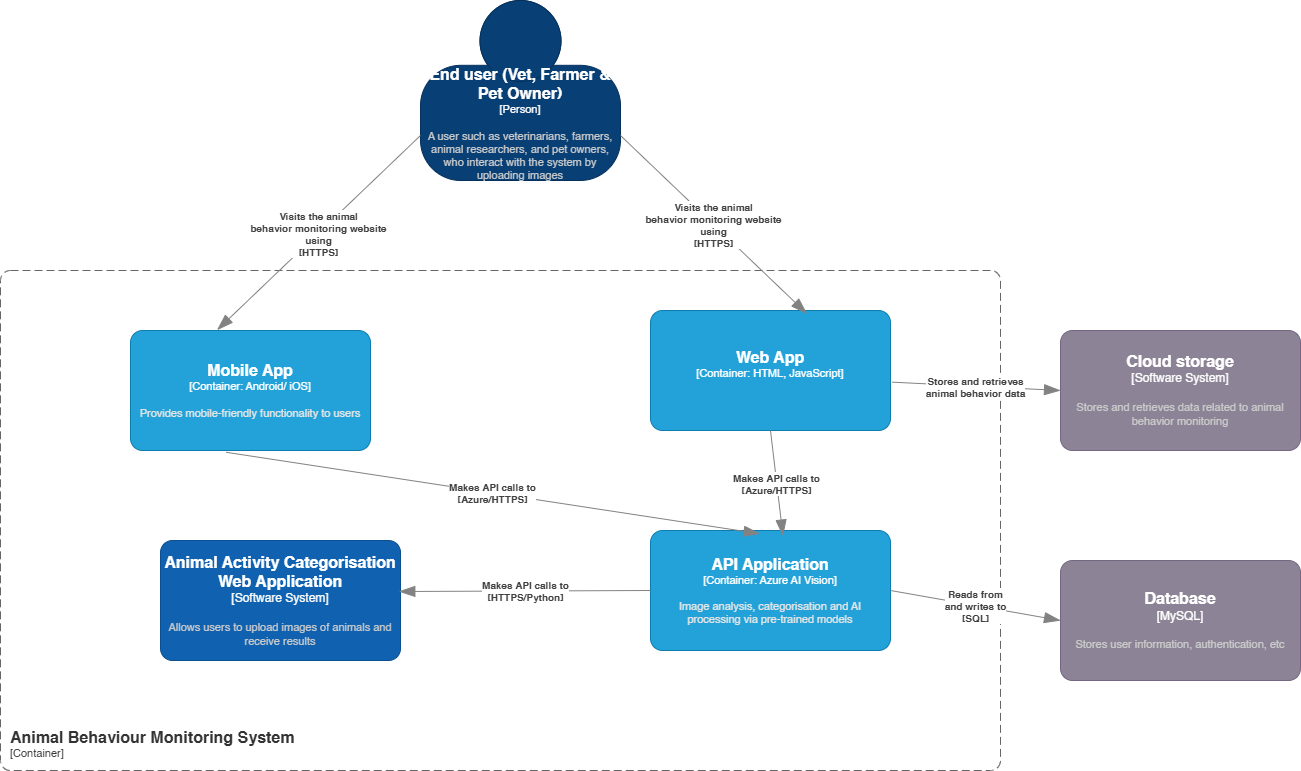 End user (Vet, Farmer &
Pet Owner)
[Person]
A user such as veterinarians, farmers,
animal researchers, and pet owners,
who interact with the system by
uploading images
Visits the animal
behavior monitoring website
using
[HTTPS]
Visits the animal
behavior monitoring website
using
[HTTPS]
Mobile App
[Container: Android/ iOS]
Provides mobile-friendly functionality to users
Web App
[Container: HTML, JavaScript]
Stores and retrieves
animal behavior data
Cloud storage
[Software System]
Stores and retrieves data related to animal
behavior monitoring
Makes API calls to
[Azure/HTTPS]
Makes API calls to
[Azure/HTTPS]
Animal Activity Categorisation
Web Application
[Software System]
Allows users to upload images of animals and
receive results
Makes API calls to
[HTTPS/Python]
API Application
[Container: Azure AI Vision]
Image analysis, categorisation and AI
processing via pre-trained models
Reads from
and writes to
[SQL]
Database
[MySQL]
Stores user information, authentication, etc
Animal Behaviour Monitoring System
[Container]